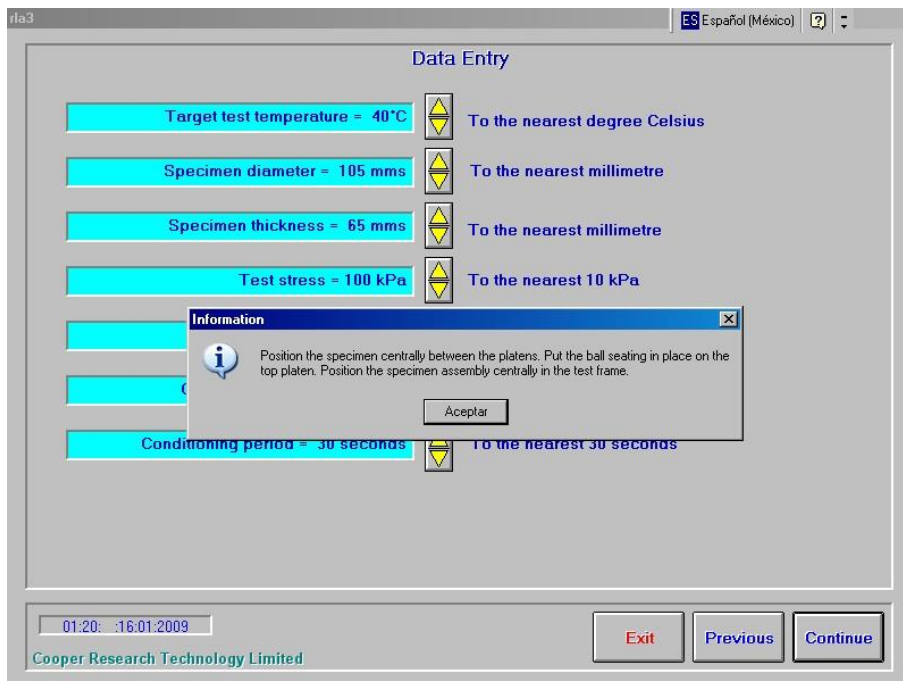 rla3
ES Español (México)
Data Entry
Target test temperature = 40°C
To the nearest degree Celsius
Specimen diameter = 105 mms
To the nearest millimetre
Specimen thickness = 65 mms
To the nearest millimetre
Test stress = 100 kPa
To the nearest 10 kPa
Information
Position the specimen centrally between the platens. Put the ball seating in place on the
top platen. Position the specimen assembly centrally in the test frame.
Aceptar
Conditioning period = 30 seconds
To the nearest 30 seconds
01:20: :16:01:2009
Cooper Research Technology Limited
Exit
Previous
Continue